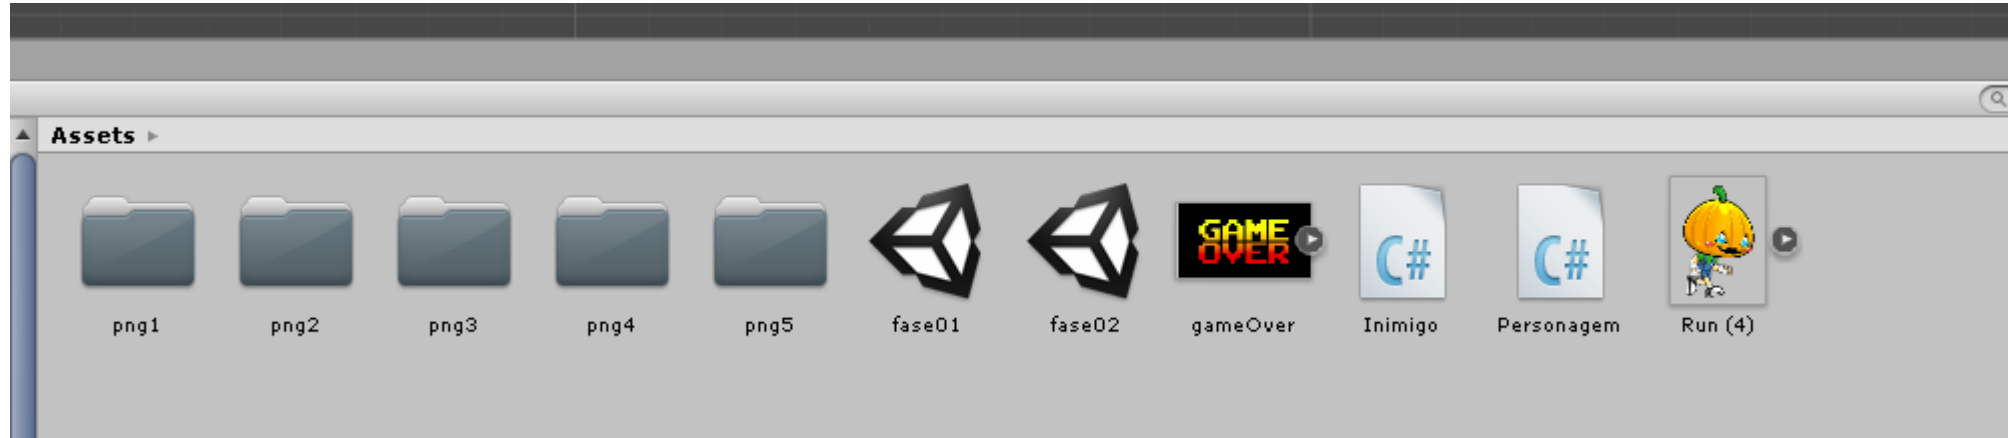 Assets
GAME
OVER
C#
C#
png1
png2
png3
png4
png5
fase01
fase02
gameOver
Inimigo
Personagem
Run (4)